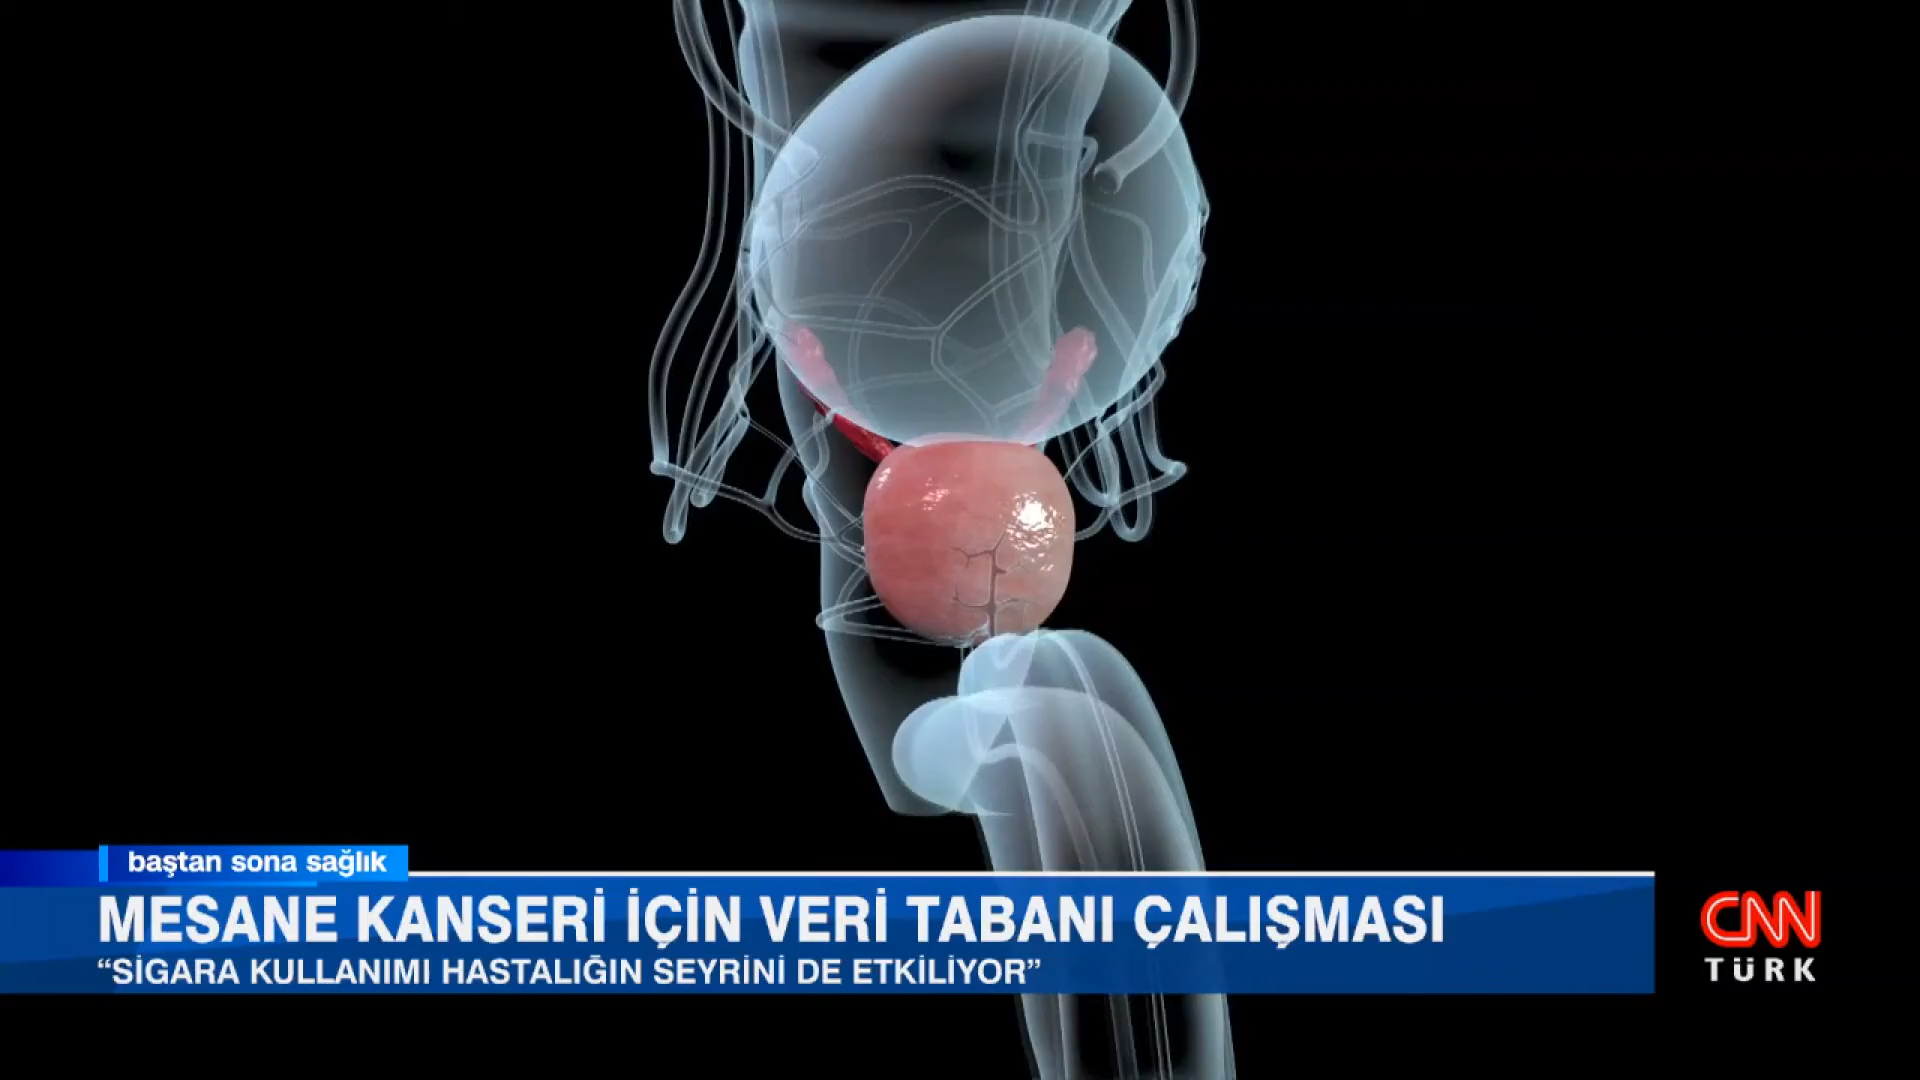 baştan sona sağlık
MESANE KANSERİ İÇİN VERİ TABANI ÇALIŞMASI
“SİGARA KULLANIMI HASTALIĞIN SEYRİNİ DE ETKİLİYOR”
CNN
TÜRK